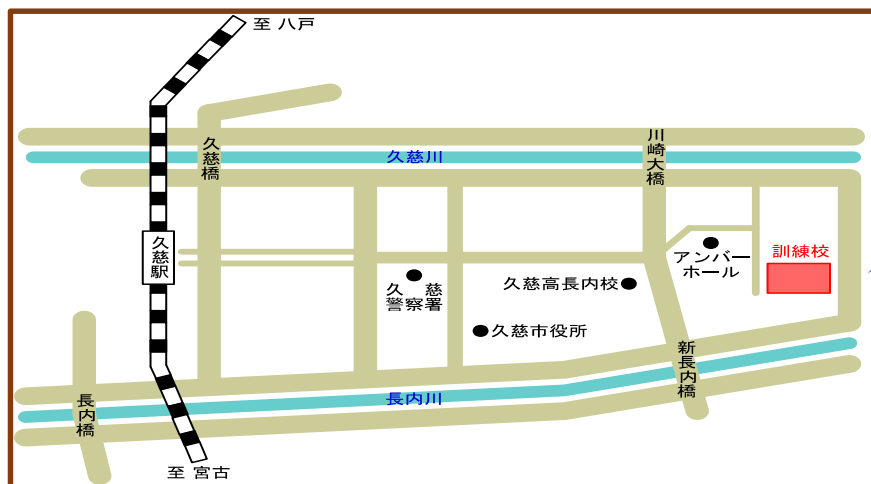 至 八戸
久慈橋
久慈川
川崎大橋
久慈駅
アンバー
ホール
訓練校
久 慈
警察署
久慈高長内校
久慈市役所
新長内橋
長内橋
長内川
至 宮古